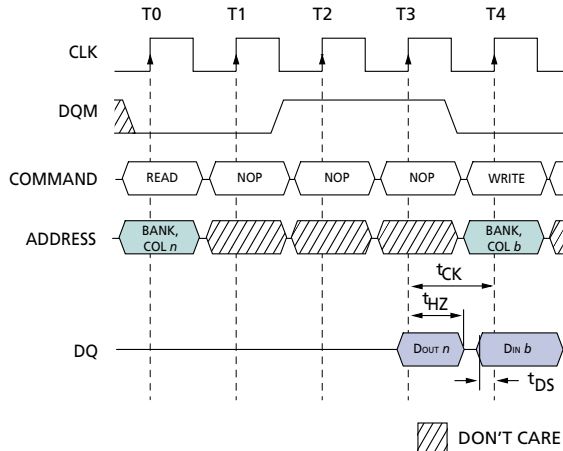 T0 T1 T2 T3 T4
CLK
DQM
COMMAND READ NOP NOP NOP WRITE
ADDRESS BANK, COL n BANK, COL b
tCK
tHZ
DQ DOUT n DIN b
tDS
DON'T CARE